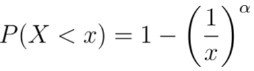 P(X < x) = 1 − (1/x)^α